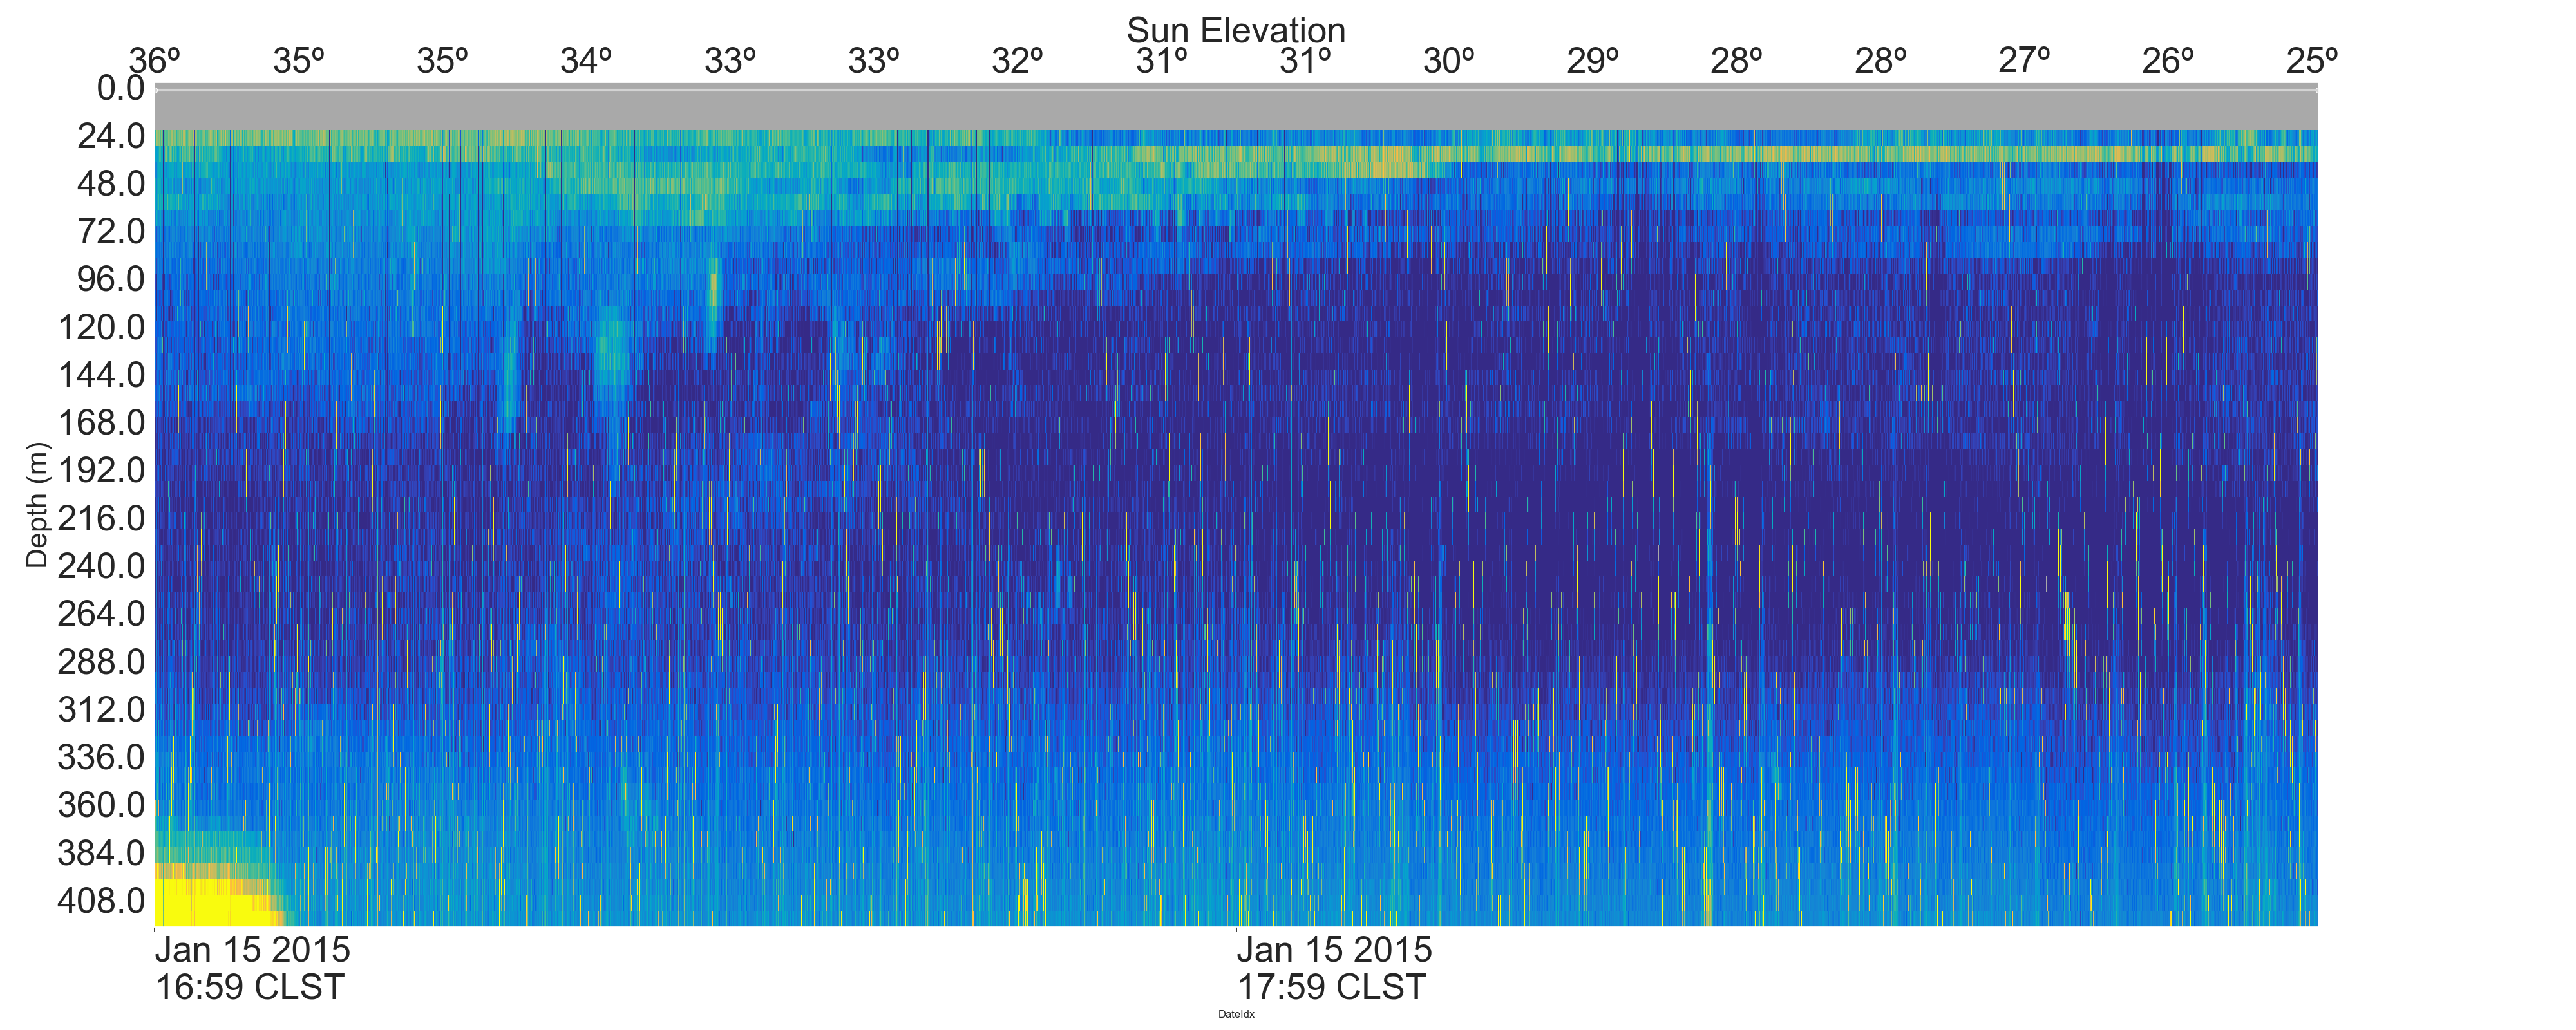 Sun Elevation
36º 35º 35º 34º 33º 33º 32º 31º 31º 30º 29º 28º 28º 27º 26º 25º
0.0
24.0
48.0
72.0
96.0
120.0
144.0
168.0
192.0
216.0
240.0
264.0
288.0
312.0
336.0
360.0
384.0
408.0
Depth (m)
Jan 15 2015
16:59 CLST
Jan 15 2015
17:59 CLST
DateIdx